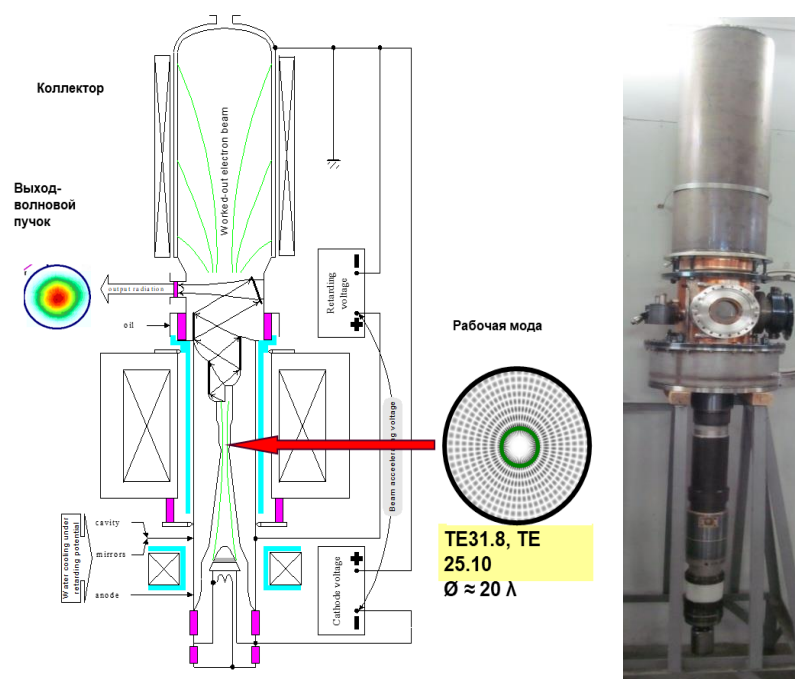 Коллектор
Worked-out electron beam
Выход-
волновой
пучок
output radiation
Retarding
voltage
oil
Рабочая мода
Beam acceelerating voltage
Water cooling under
retarding potential
cavity
mirrors
anode
Cathode voltage
TE31.8, TE
25.10
Ø ≈ 20 λ